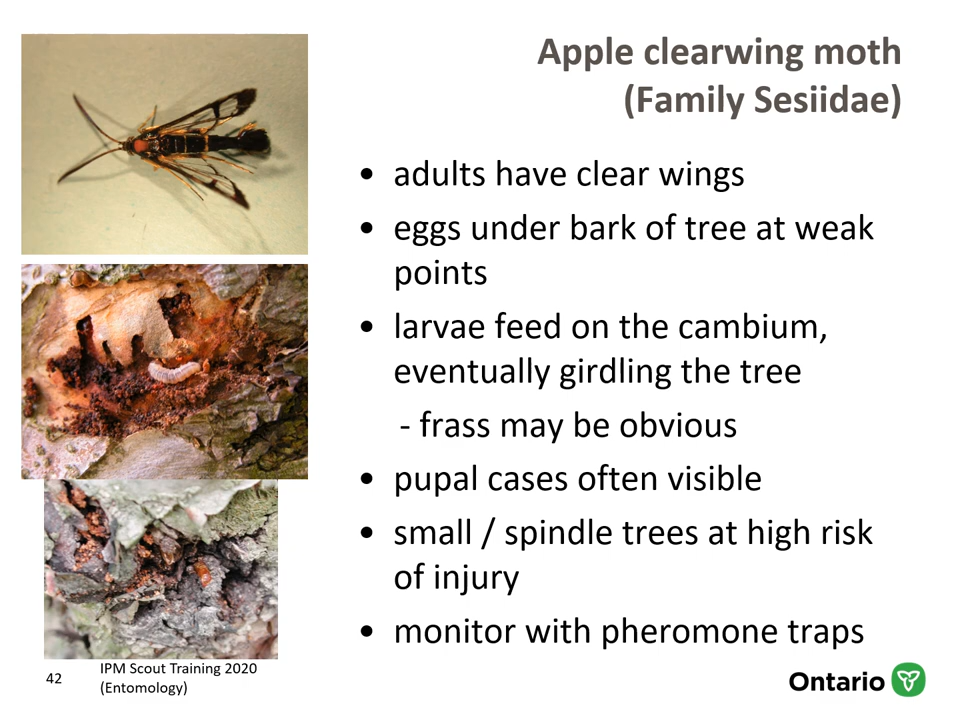 Apple clearwing moth
(Family Sesiidae)
• adults have clear wings
• eggs under bark of tree at weak
points
• larvae feed on the cambium,
eventually girdling the tree
- frass may be obvious
• pupal cases often visible
• small / spindle trees at high risk
of injury
• monitor with pheromone traps
42
IPM Scout Training 2020
(Entomology)
Ontario